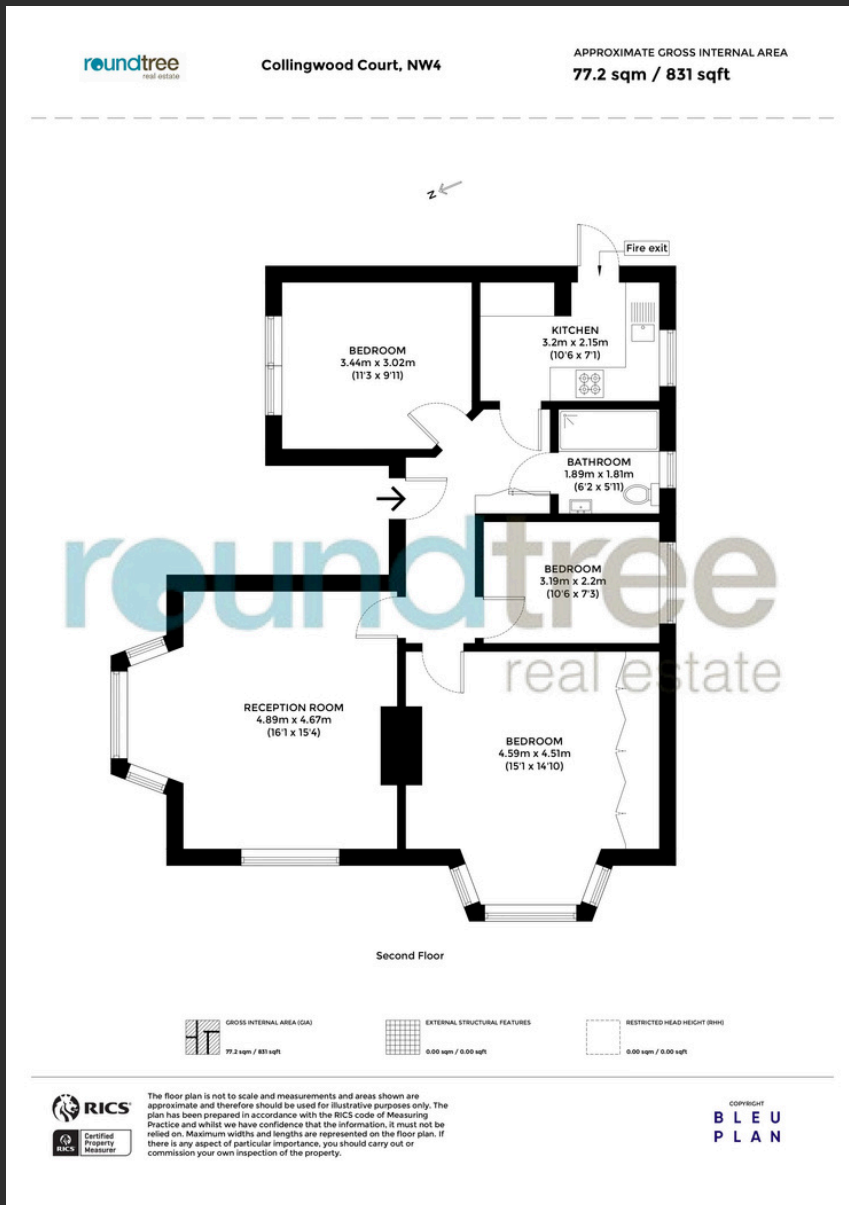 roundtree
real estate
Collingwood Court, NW4
APPROXIMATE GROSS INTERNAL AREA
77.2 sqm / 831 sqft
N
Fire exit
KITCHEN
3.2m x 2.15m
(10'6 x 7'1)
BEDROOM
3.44m x 3.02m
(11'3 x 9'11)
BATHROOM
1.89m x 1.81m
(6'2 x 5'11)
roundtree
real estate
BEDROOM
3.19m x 2.2m
(10'6 x 7'3)
RECEPTION ROOM
4.89m x 4.67m
(16'1 x 15'4)
BEDROOM
4.59m x 4.51m
(15'1 x 14'10)
Second Floor
GROSS INTERNAL AREA (GIA)
77.2 sqm / 831 sqft
EXTERNAL STRUCTURAL FEATURES
0.00 sqm / 0.00 sqft
RESTRICTED HEAD HEIGHT (RHH)
0.00 sqm / 0.00 sqft
RICS
RICS
Certified
Property
Measurer
The floor plan is not to scale and measurements and areas shown are
approximate and therefore should be used for illustrative purposes only. The
plan has been prepared in accordance with the RICS code of Measuring
Practice and whilst we have confidence that the information, it must not be
relied on. Maximum widths and lengths are represented on the floor plan. If
there is any aspect of particular importance, you should carry out or
commission your own inspection of the property.
COPYRIGHT
BLEU
PLAN